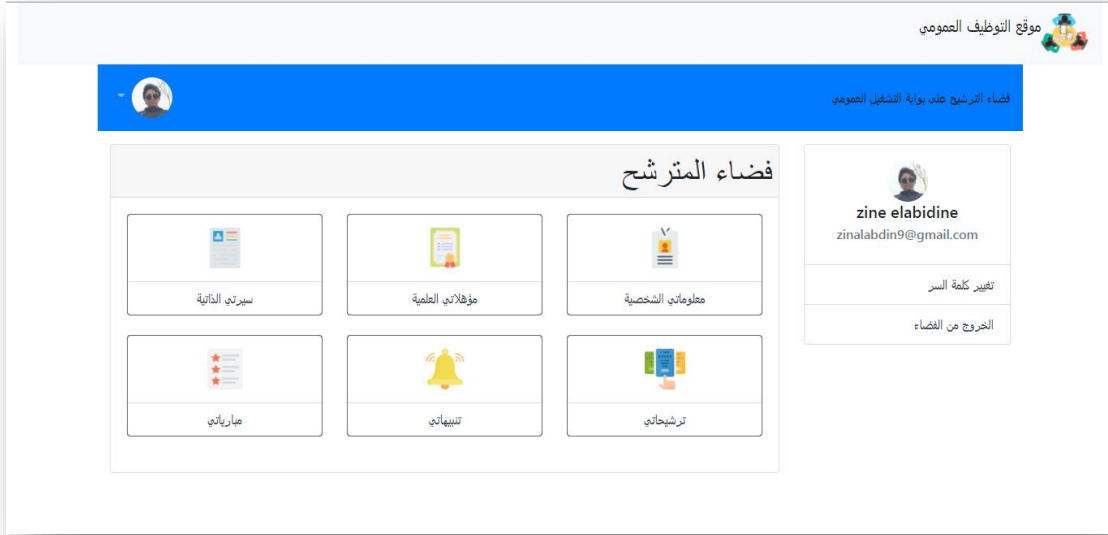 موقع التوظيف العمومي
فضاء الترشيح على بوابة التشغيل العمومي
zine elabidine
zinalabdin9@gmail.com
تغيير كلمة السر
الخروج من الفضاء
فضاء المترشح
معلوماتي الشخصية
مؤهلاتي العلمية
سيرتي الذاتية
ترشيحاتي
تنبيهاتي
مبارياتي